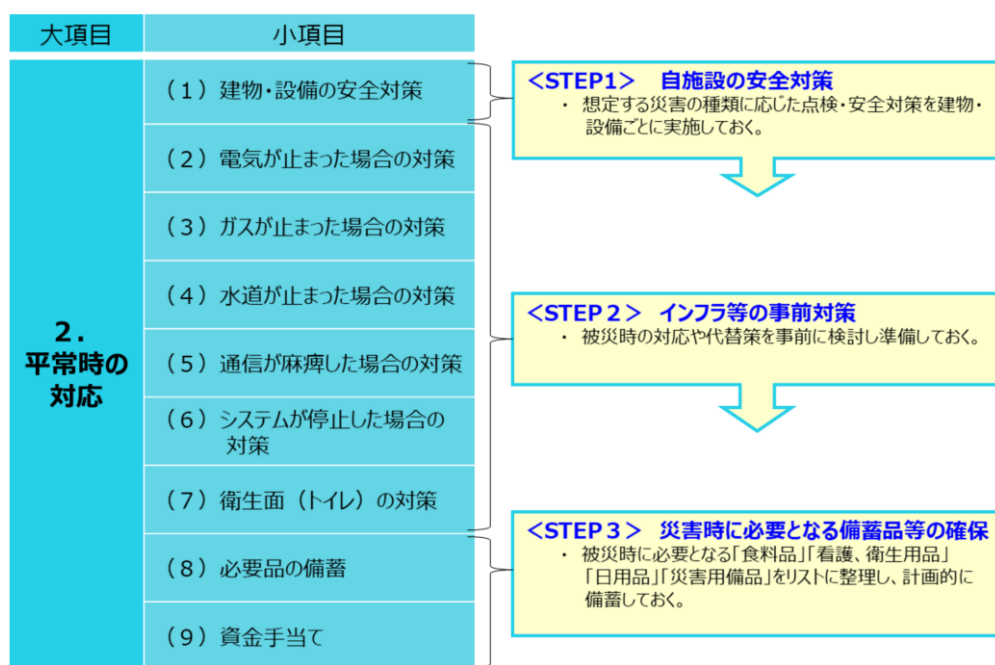 大項目
小項目
2.
平常時の
対応
(1)建物・設備の安全対策
(2)電気が止まった場合の対策
(3)ガスが止まった場合の対策
(4)水道が止まった場合の対策
(5)通信が麻痺した場合の対策
(6)システムが停止した場合の
対策
(7)衛生面(トイレ)の対策
(8)必要品の備蓄
(9)資金手当て
<STEP1> 自施設の安全対策
・ 想定する災害の種類に応じた点検・安全対策を建物・
設備ごとに実施しておく。
<STEP2> インフラ等の事前対策
・ 被災時の対応や代替策を事前に検討し準備しておく。
<STEP3> 災害時に必要となる備蓄品等の確保
・ 被災時に必要となる「食料品」「看護、衛生用品」
「日用品」「災害用備品」をリストに整理し、計画的に
備蓄しておく。